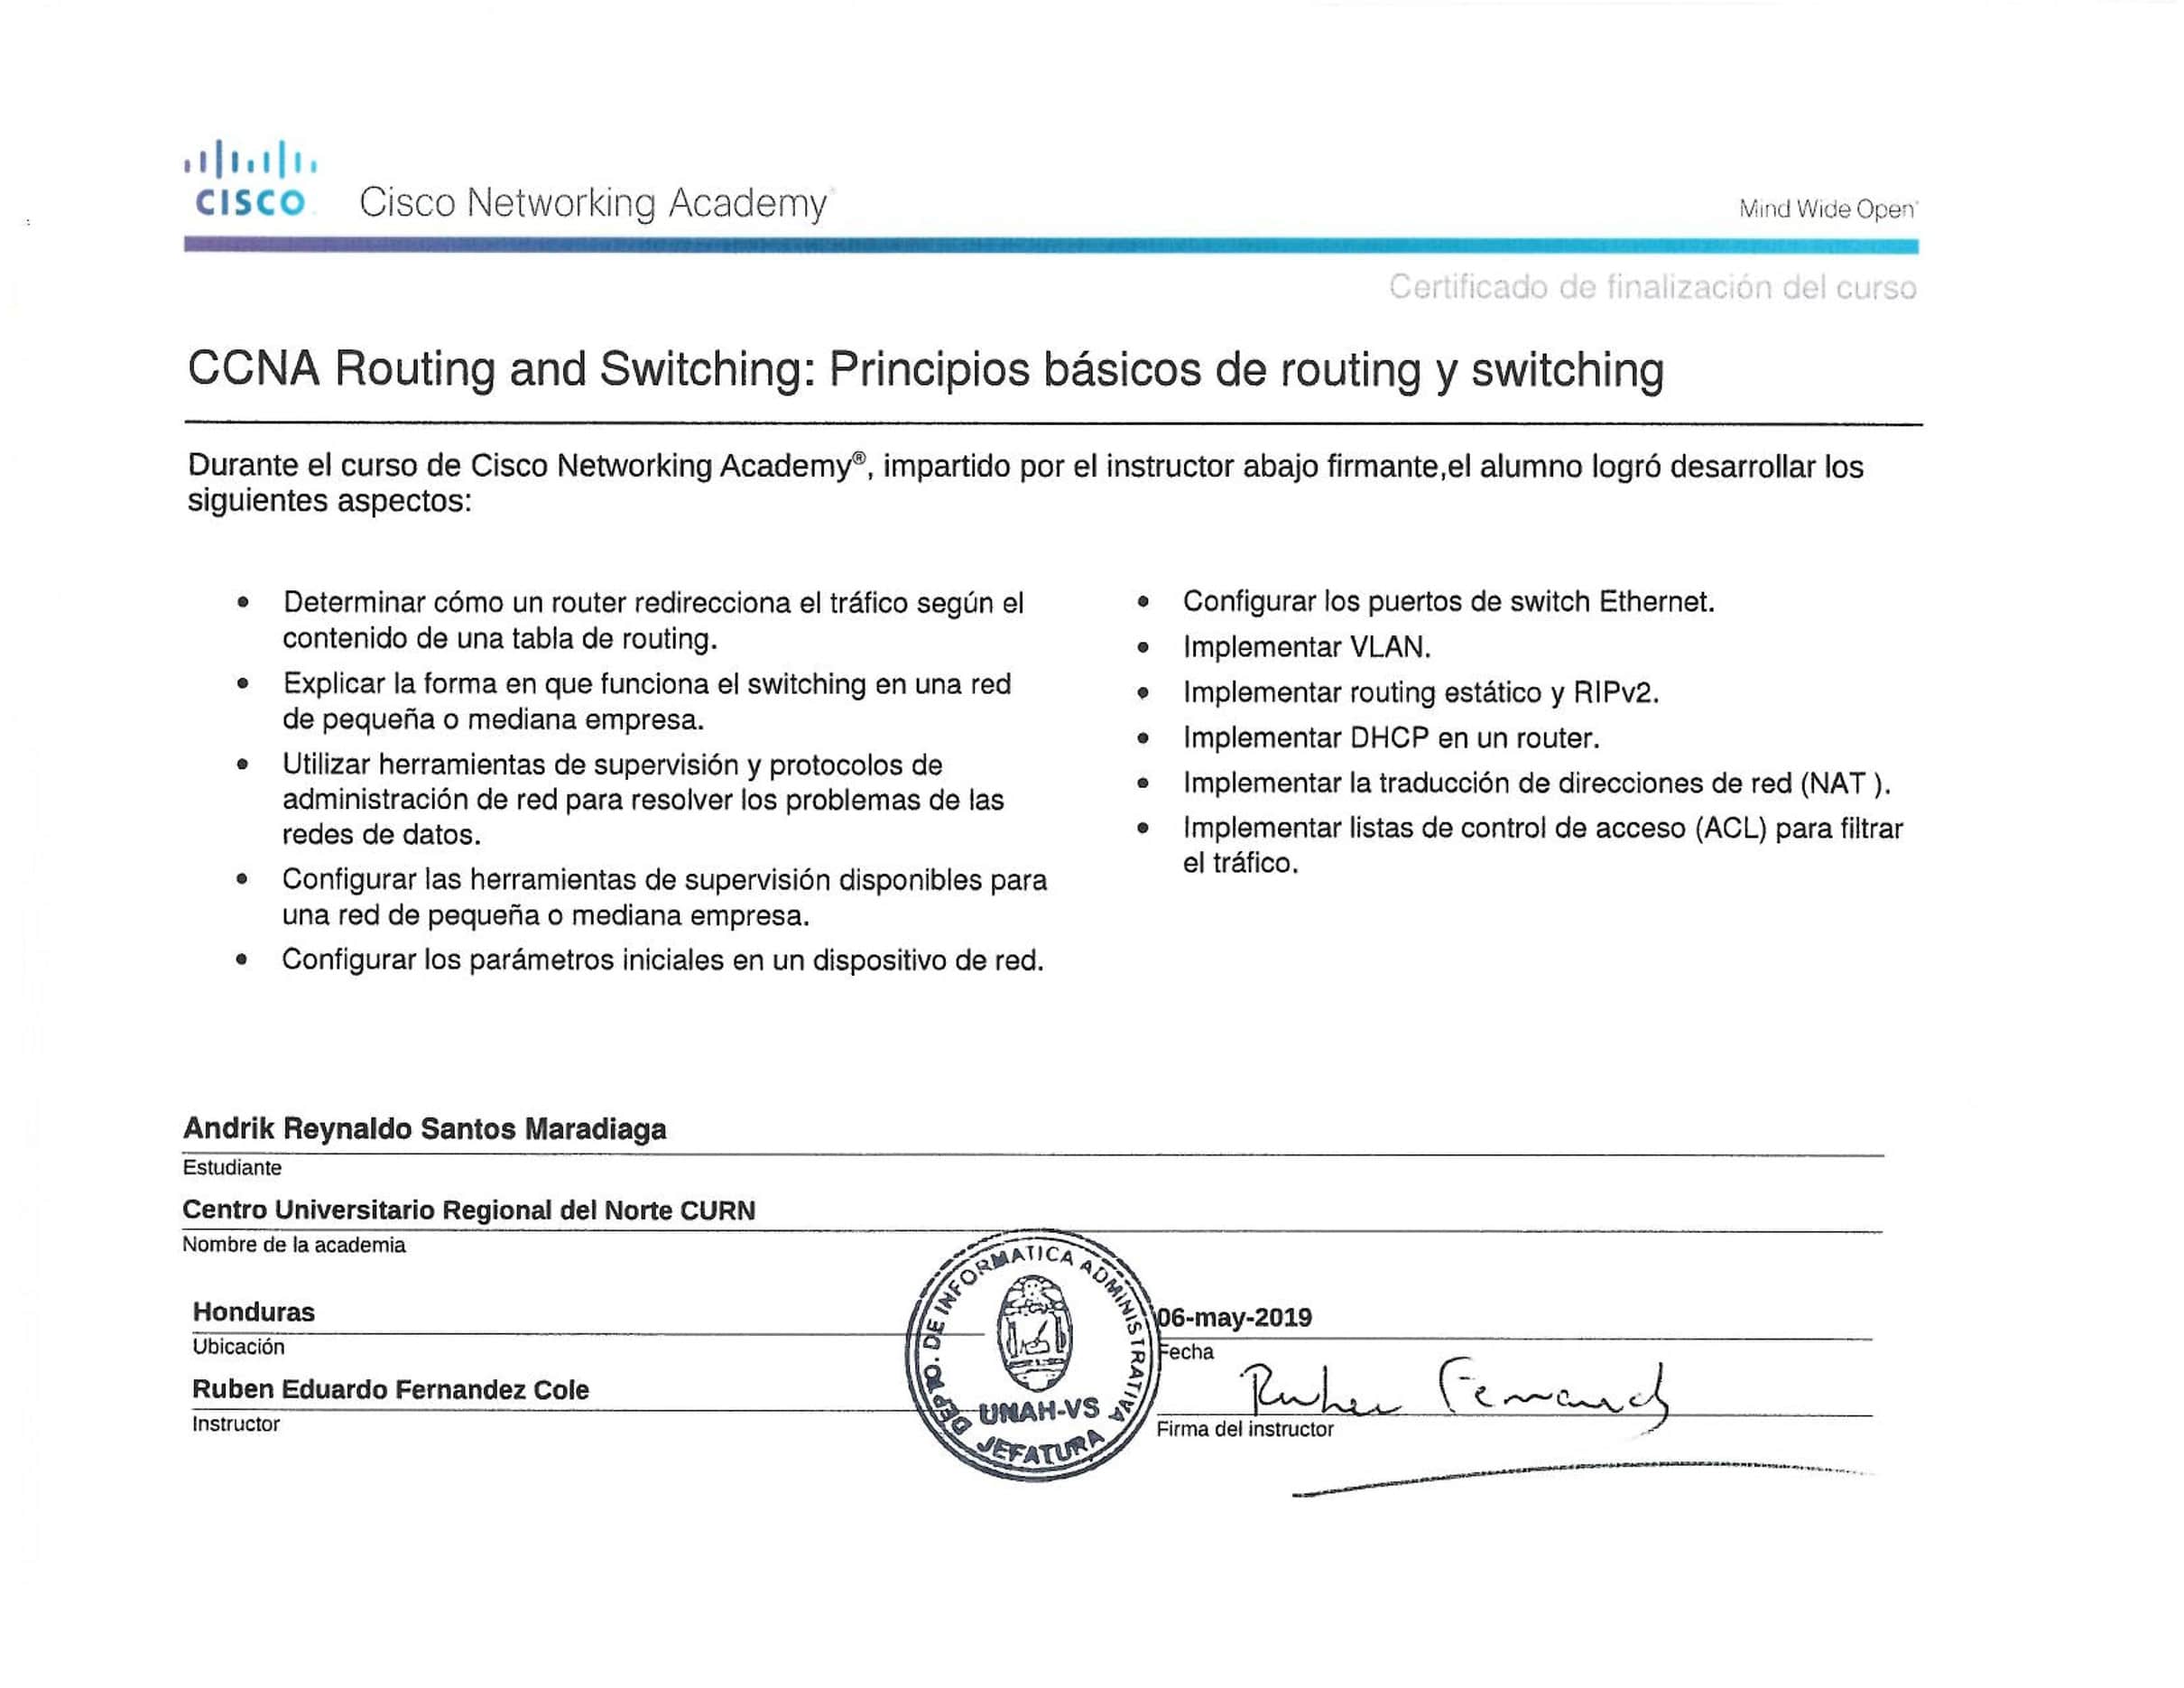 CISCO
Cisco Networking Academy
Mind Wide Open
Certificado de finalización del curso
CCNA Routing and Switching: Principios básicos de routing y switching
Durante el curso de Cisco Networking Academy®, impartido por el instructor abajo firmante,el alumno logró desarrollar los
siguientes aspectos:
• Determinar cómo un router redirecciona el tráfico según el
contenido de una tabla de routing.
• Explicar la forma en que funciona el switching en una red
de pequeña o mediana empresa.
• Utilizar herramientas de supervisión y protocolos de
administración de red para resolver los problemas de las
redes de datos.
• Configurar las herramientas de supervisión disponibles para
una red de pequeña o mediana empresa.
• Configurar los parámetros iniciales en un dispositivo de red.
• Configurar los puertos de switch Ethernet.
• Implementar VLAN.
• Implementar routing estático y RIPv2.
• Implementar DHCP en un router.
• Implementar la traducción de direcciones de red (NAT ).
• Implementar listas de control de acceso (ACL) para filtrar
el tráfico.
Andrik Reynaldo Santos Maradiaga
Estudiante
Centro Universitario Regional del Norte CURN
Nombre de la academia
Honduras
Ubicación
Ruben Eduardo Fernandez Cole
Instructor
DEPTO. DE INFORMATICA ADMINISTRATIVA
UNAH-VS
JEFATURA
06-may-2019
Fecha
Ruben Fernandez
Firma del instructor